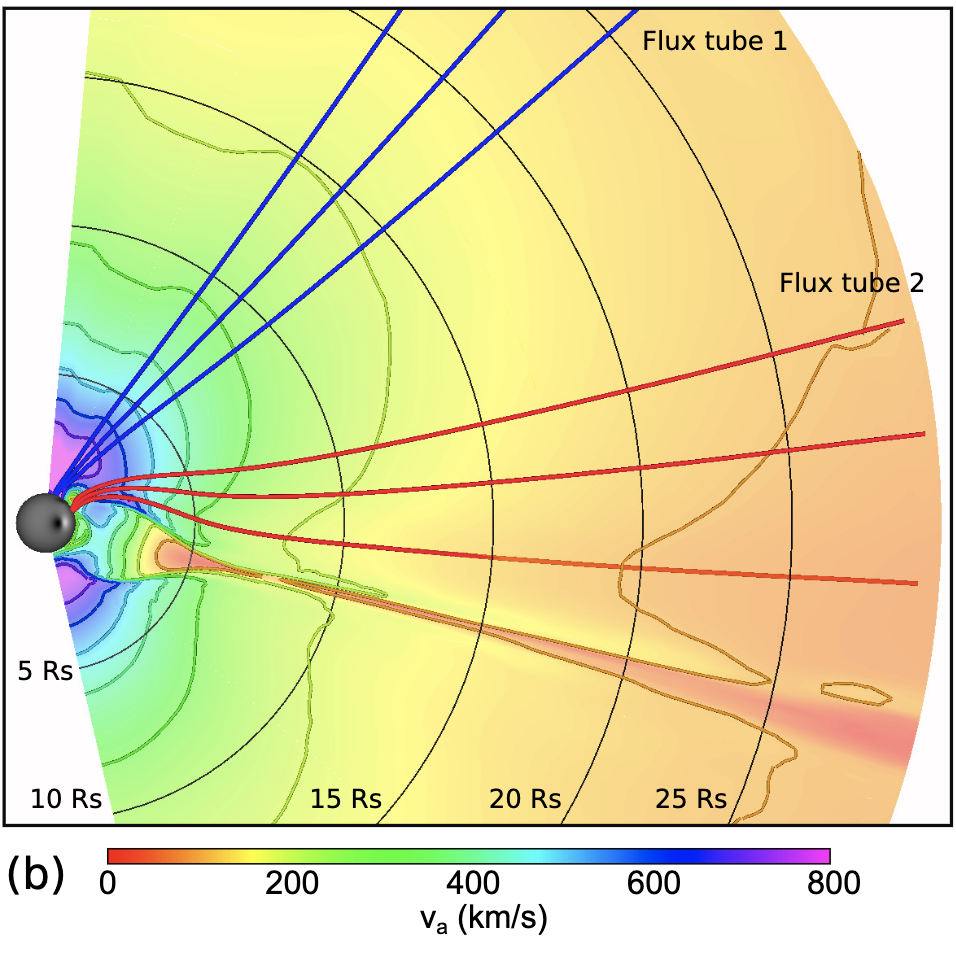 Flux tube 1
Flux tube 2
5 Rs
10 Rs
15 Rs
20 Rs
25 Rs
(b)
0
200
400
600
800
vₐ (km/s)